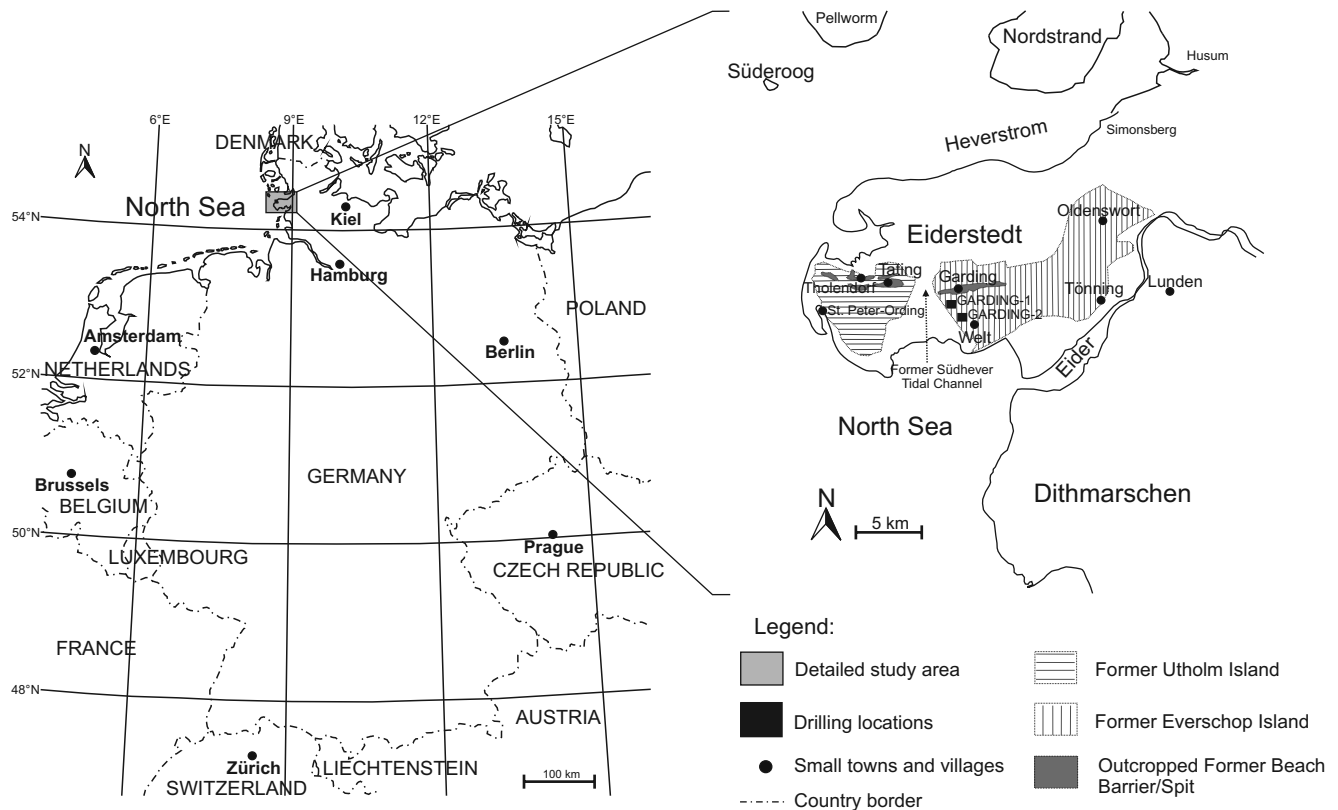 6°E
9°E
12°E
15°E
DENMARK
N
North Sea
54°N
Kiel
Hamburg
POLAND
Amsterdam
NETHERLANDS
Berlin
52°N
GERMANY
Brussels
BELGIUM
50°N
LUXEMBOURG
Prague
CZECH REPUBLIC
FRANCE
48°N
AUSTRIA
Zürich
LIECHTENSTEIN
SWITZERLAND
100 km
Pellworm
Nordstrand
Husum
Süderoog
Heverstrom
Simonsberg
Oldenswort
Eiderstedt
Tating
Garding
Tholendorf
Tönning
Lunden
GARDING-1
St. Peter-Ording
GARDING-2
Welt
Eider
Former Südhever
Tidal Channel
North Sea
Dithmarschen
N
5 km
Legend:
Detailed study area
Drilling locations
Small towns and villages
Country border
Former Utholm Island
Former Everschop Island
Outcropped Former Beach
Barrier/Spit